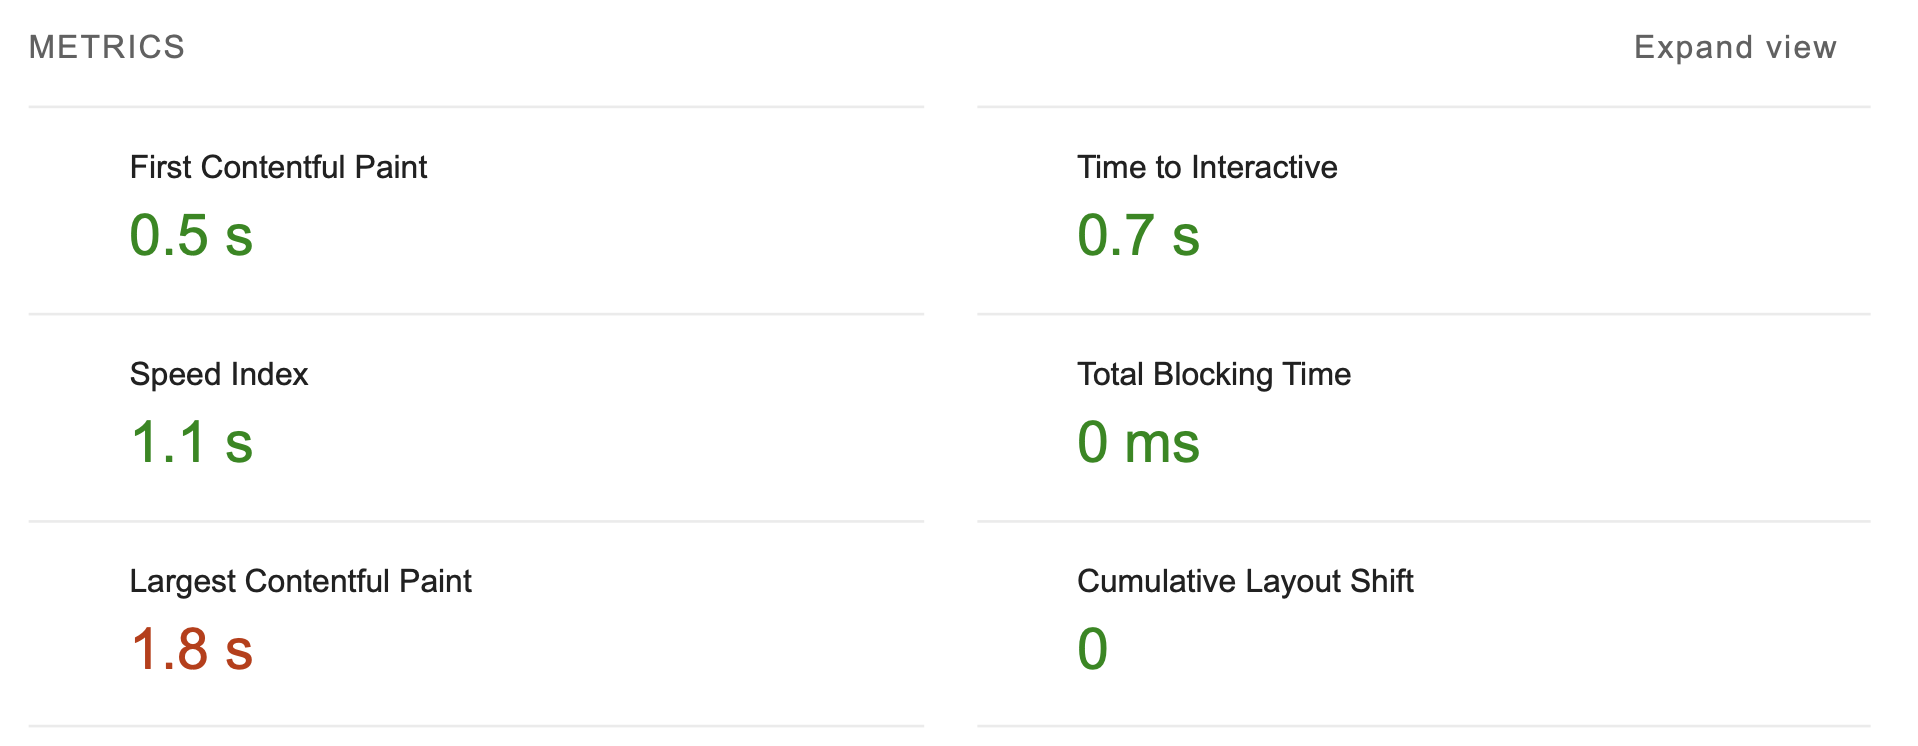 METRICS
Expand view
First Contentful Paint
0.5 s
Time to Interactive
0.7 s
Speed Index
1.1 s
Total Blocking Time
0 ms
Largest Contentful Paint
1.8 s
Cumulative Layout Shift
0